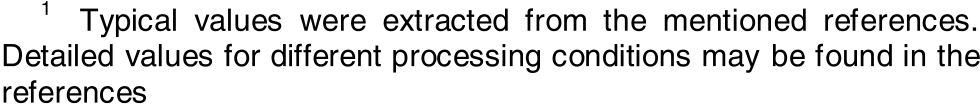 ¹ Typical values were extracted from the mentioned references.
Detailed values for different processing conditions may be found in the
references